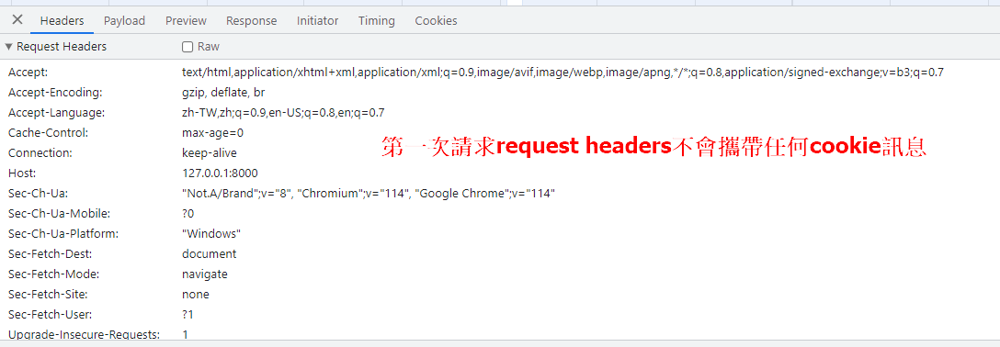 Headers Payload Preview Response Initiator Timing Cookies
Request Headers Raw
Accept: text/html,application/xhtml+xml,application/xml;q=0.9,image/avif,image/webp,image/apng,*/*;q=0.8,application/signed-exchange;v=b3;q=0.7
Accept-Encoding: gzip, deflate, br
Accept-Language: zh-TW,zh;q=0.9,en-US;q=0.8,en;q=0.7
Cache-Control: max-age=0
Connection: keep-alive
第一次請求request headers不會攜帶任何cookie訊息
Host: 127.0.0.1:8000
Sec-Ch-Ua: "Not.A/Brand";v="8", "Chromium";v="114", "Google Chrome";v="114"
Sec-Ch-Ua-Mobile: ?0
Sec-Ch-Ua-Platform: "Windows"
Sec-Fetch-Dest: document
Sec-Fetch-Mode: navigate
Sec-Fetch-Site: none
Sec-Fetch-User: ?1
Upgrade-Insecure-Requests: 1